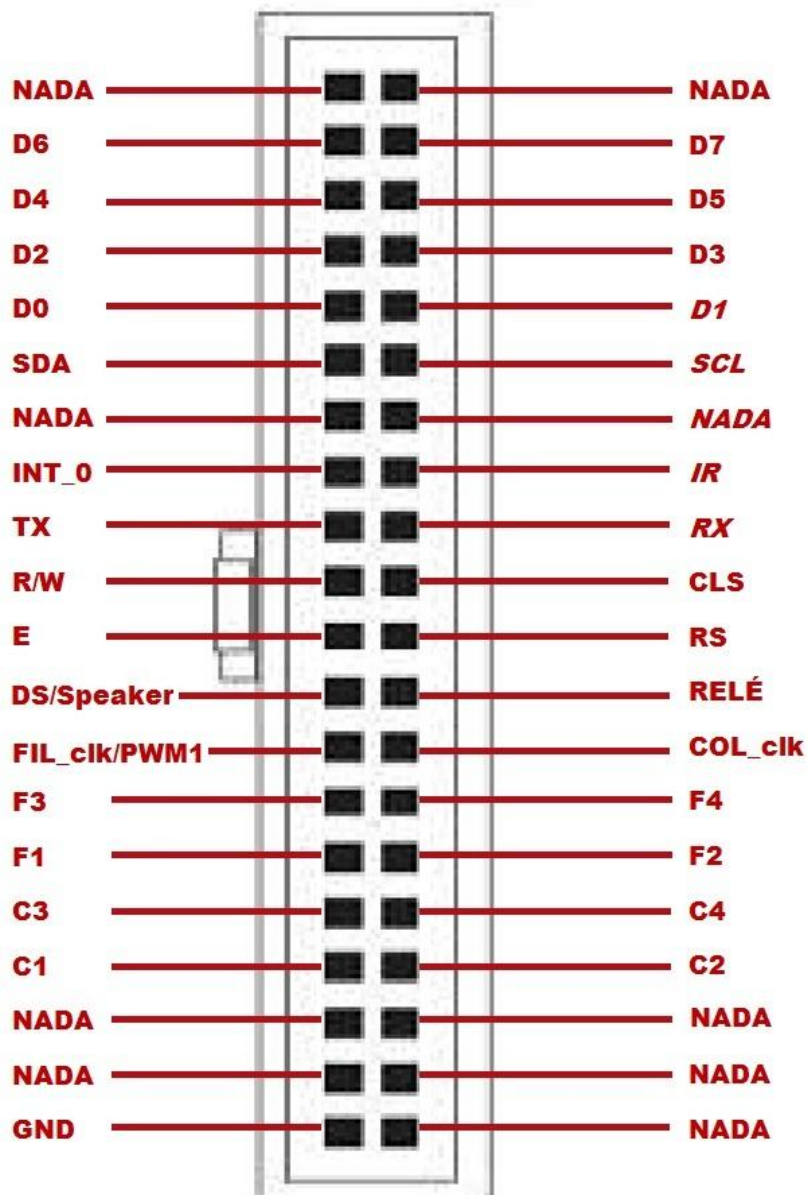 NADA NADA
D6 D7
D4 D5
D2 D3
D0 D1
SDA SCL
NADA NADA
INT_0 IR
TX RX
R/W CLS
E RS
DS/Speaker RELÉ
FIL_clk/PWM1 COL_clk
F3 F4
F1 F2
C3 C4
C1 C2
NADA NADA
NADA NADA
GND NADA